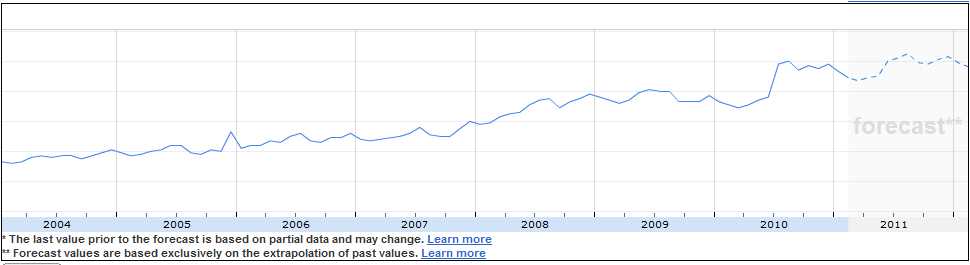 forecast**
2004 2005 2006 2007 2008 2009 2010 2011
* The last value prior to the forecast is based on partial data and may change. Learn more
** Forecast values are based exclusively on the extrapolation of past values. Learn more